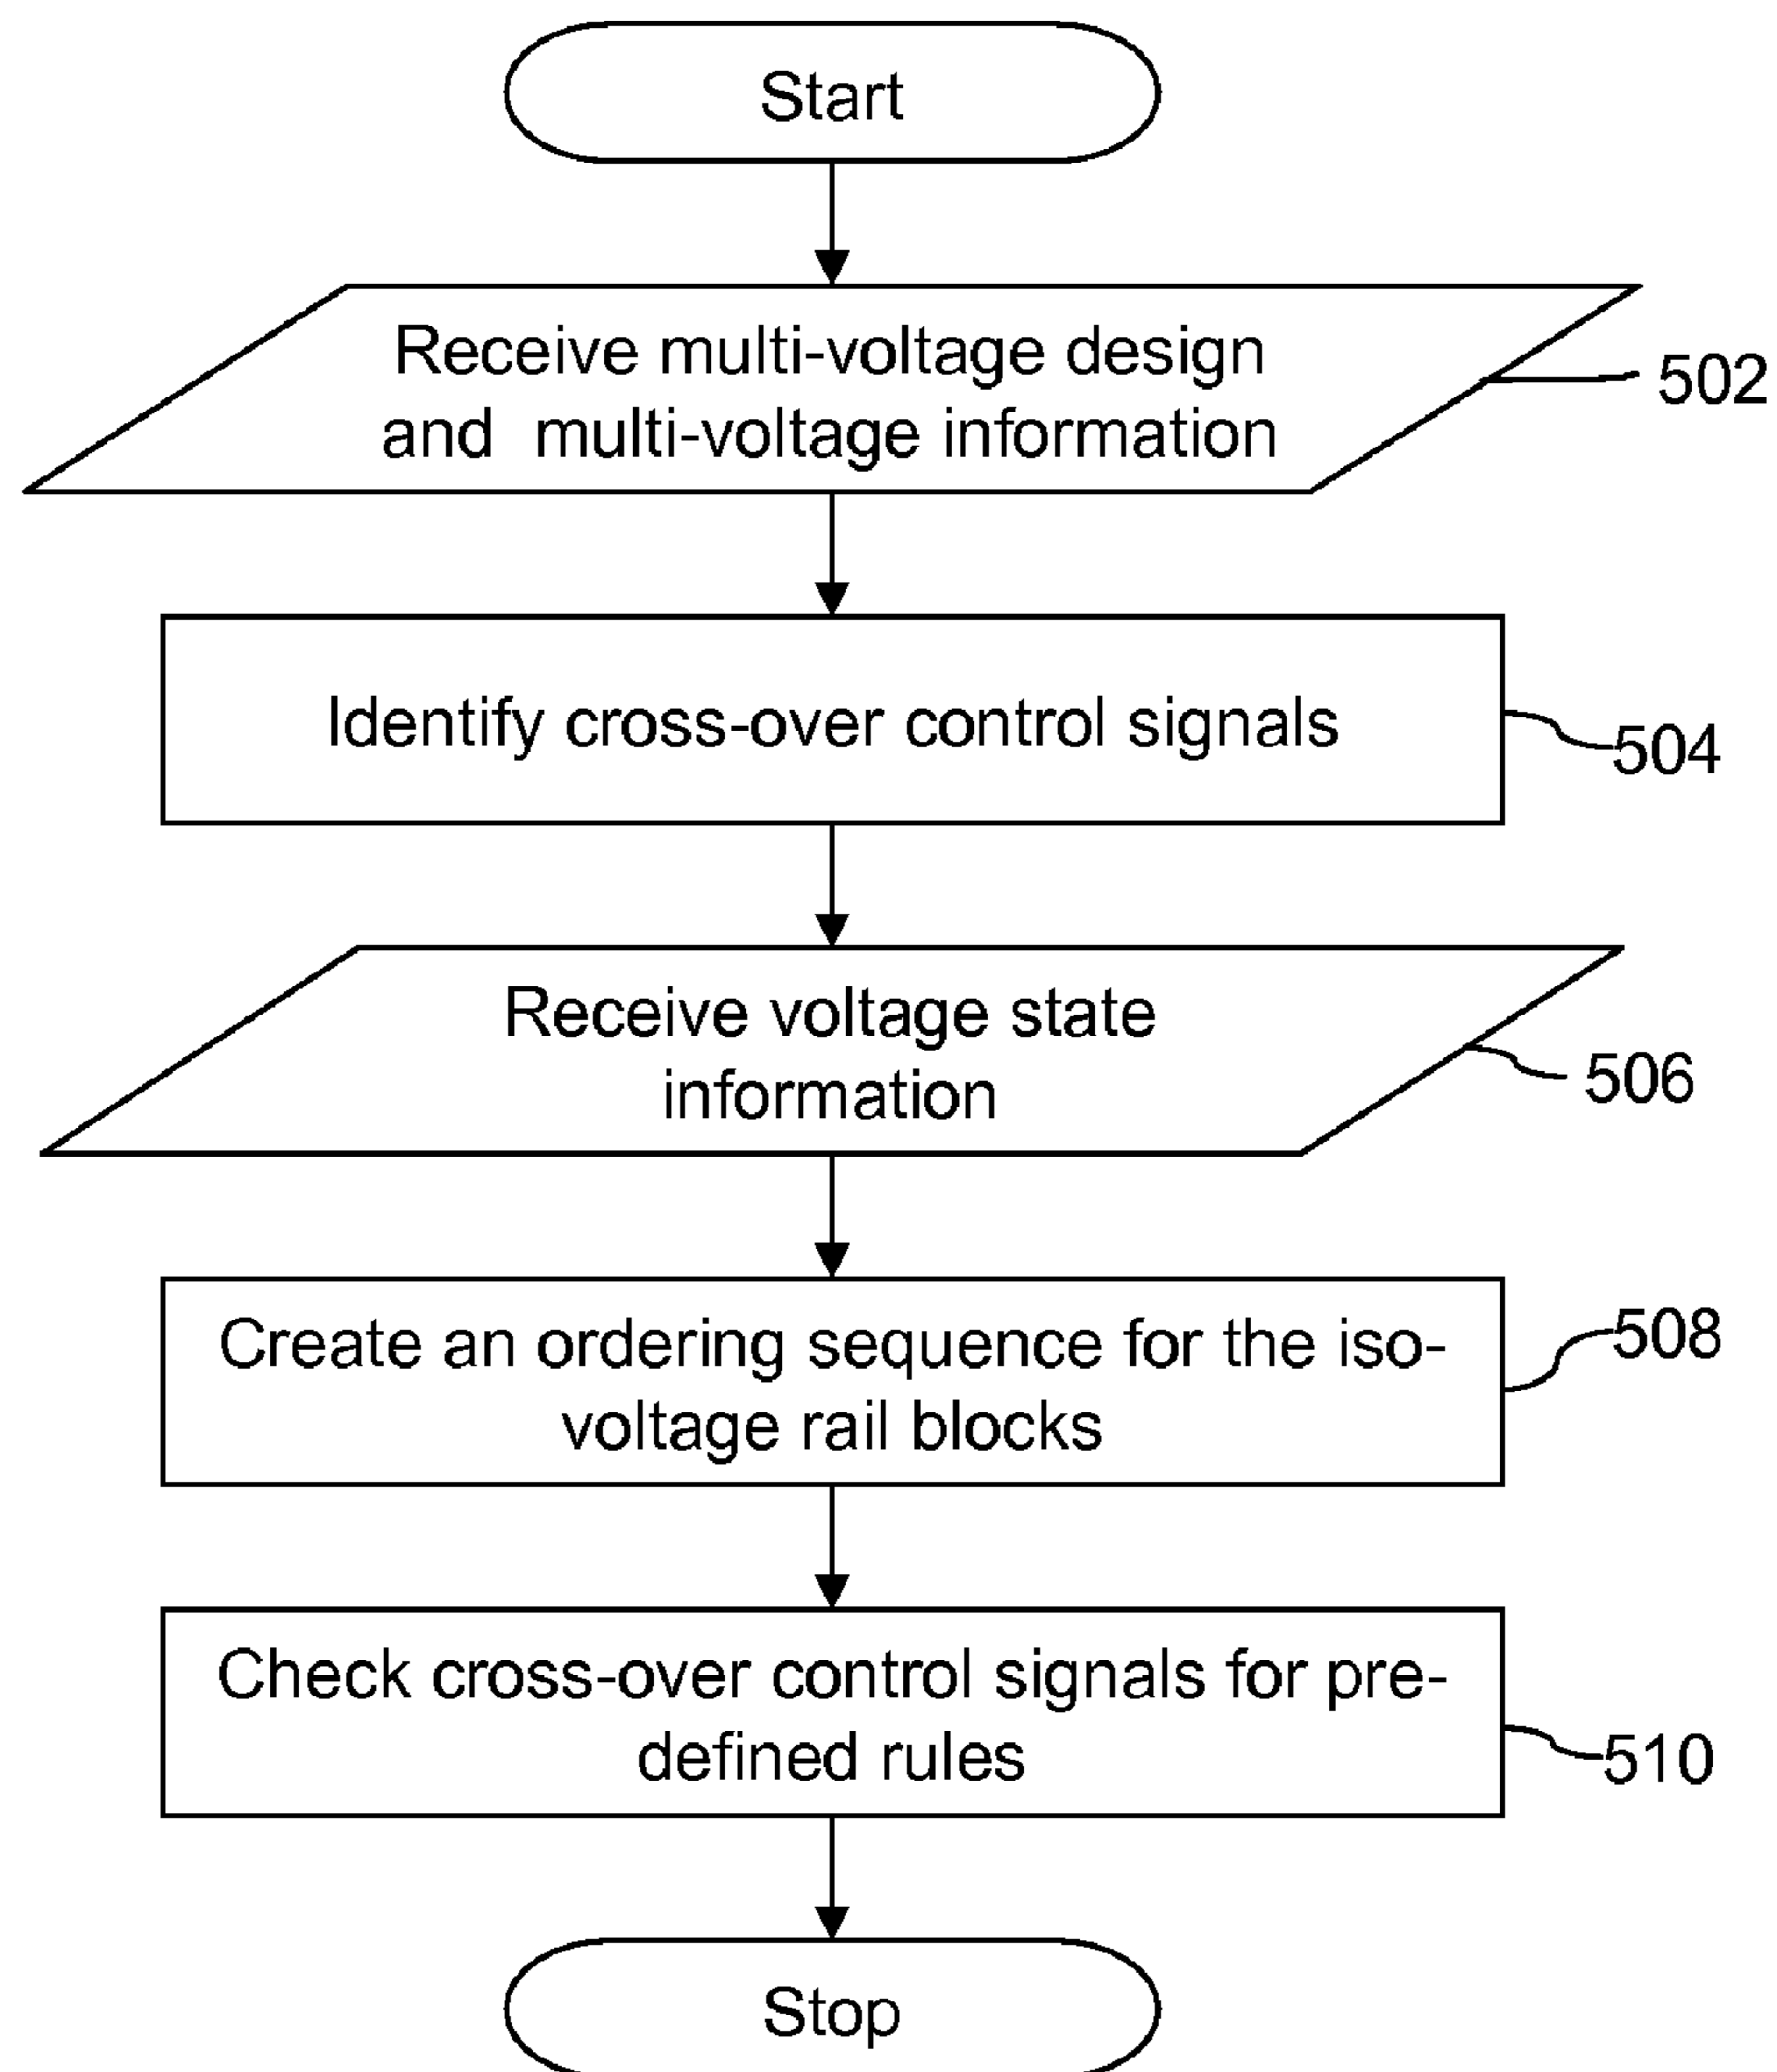 Start
Receive multi-voltage design
and multi-voltage information
502
Identify cross-over control signals
504
Receive voltage state
information
506
Create an ordering sequence for the iso-
voltage rail blocks
508
Check cross-over control signals for pre-
defined rules
510
Stop